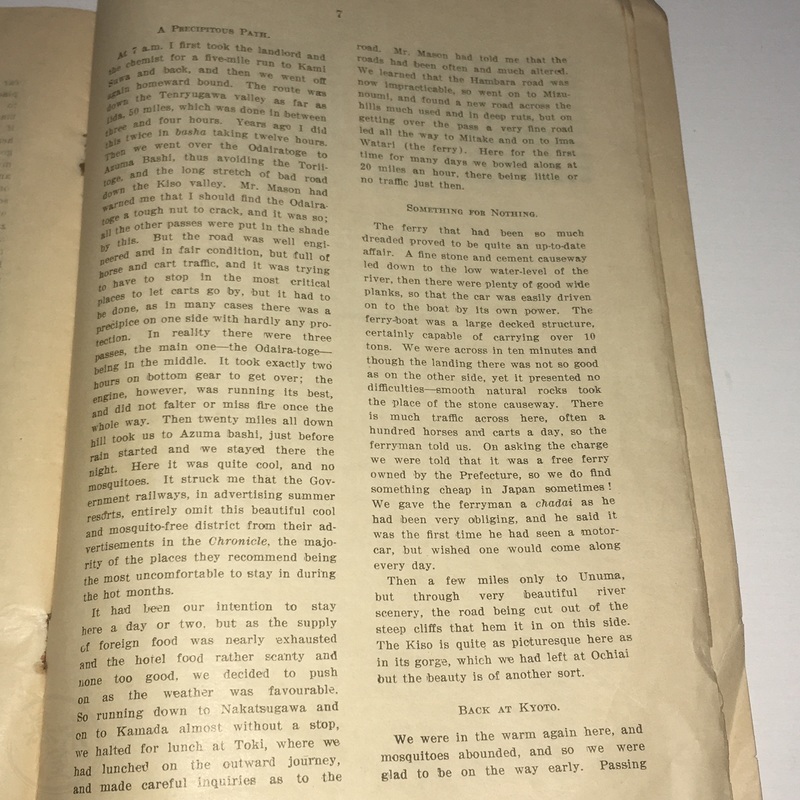 7
A Precipitous Path.
At 7 a.m. I first took the landlord and
the chemist for a five-mile run to Kami
Suwa and back, and then we went off
again homeward bound. The route was
down the Tenryugawa valley as far as
Iida, 50 miles, which was done in between
three and four hours. Years ago I did
this twice in basha taking twelve hours.
Then we went over the Odairatoge to
Azuma Bashi, thus avoiding the Torii-
toge, and the long stretch of bad road
down the Kiso valley. Mr. Mason had
warned me that I should find the Odaira-
toge a tough nut to crack, and it was so;
all the other passes were put in the shade
by this. But the road was well engi-
neered and in fair condition, but full of
horse and cart traffic, and it was trying
to have to stop in the most critical
places to let carts go by, but it had to
be done, as in many cases there was a
precipice on one side with hardly any pro-
tection. In reality there were three
passes, the main one—the Odaira-toge—
being in the middle. It took exactly two
hours on bottom gear to get over; the
engine, however, was running its best,
and did not falter or miss fire once the
whole way. Then twenty miles all down
hill took us to Azuma bashi, just before
rain started and we stayed there the
night. Here it was quite cool, and no
mosquitoes. It struck me that the Gov-
ernment railways, in advertising summer
resorts, entirely omit this beautiful cool
and mosquito-free district from their ad-
vertisements in the Chronicle, the majo-
rity of the places they recommend being
the most uncomfortable to stay in during
the hot months.
It had been our intention to stay
here a day or two, but as the supply
of foreign food was nearly exhausted
and the hotel food rather scanty and
none too good, we decided to push
on as the weather was favourable.
So running down to Nakatsugawa and
on to Kamada almost without a stop,
we halted for lunch at Toki, where we
had lunched on the outward journey,
and made careful inquiries as to the
road. Mr. Mason had told me that the
roads had been often and much altered.
We learned that the Hambara road was
now impracticable, so went on to Mizu-
noumi, and found a new road across the
hills much used and in deep ruts, but on
getting over the pass a very fine road
led all the way to Mitake and on to Ima
Watari (the ferry). Here for the first
time for many days we bowled along at
20 miles an hour, there being little or
no traffic just then.
Something for Nothing.
The ferry that had been so much
dreaded proved to be quite an up-to-date
affair. A fine stone and cement causeway
led down to the low water-level of the
river, then there were plenty of good wide
planks, so that the car was easily driven
on to the boat by its own power. The
ferry-boat was a large decked structure,
certainly capable of carrying over 10
tons. We were across in ten minutes and
though the landing there was not so good
as on the other side, yet it presented no
difficulties—smooth natural rocks took
the place of the stone causeway. There
is much traffic across here, often a
hundred horses and carts a day, so the
ferryman told us. On asking the charge
we were told that it was a free ferry
owned by the Prefecture, so we do find
something cheap in Japan sometimes!
We gave the ferryman a chadai as he
had been very obliging, and he said it
was the first time he had seen a motor-
car, but wished one would come along
every day.
Then a few miles only to Unuma,
but through very beautiful river
scenery, the road being cut out of the
steep cliffs that hem it in on this side.
The Kiso is quite as picturesque here as
in its gorge, which we had left at Ochiai
but the beauty is of another sort.
Back at Kyoto.
We were in the warm again here, and
mosquitoes abounded, and so we were
glad to be on the way early. Passing